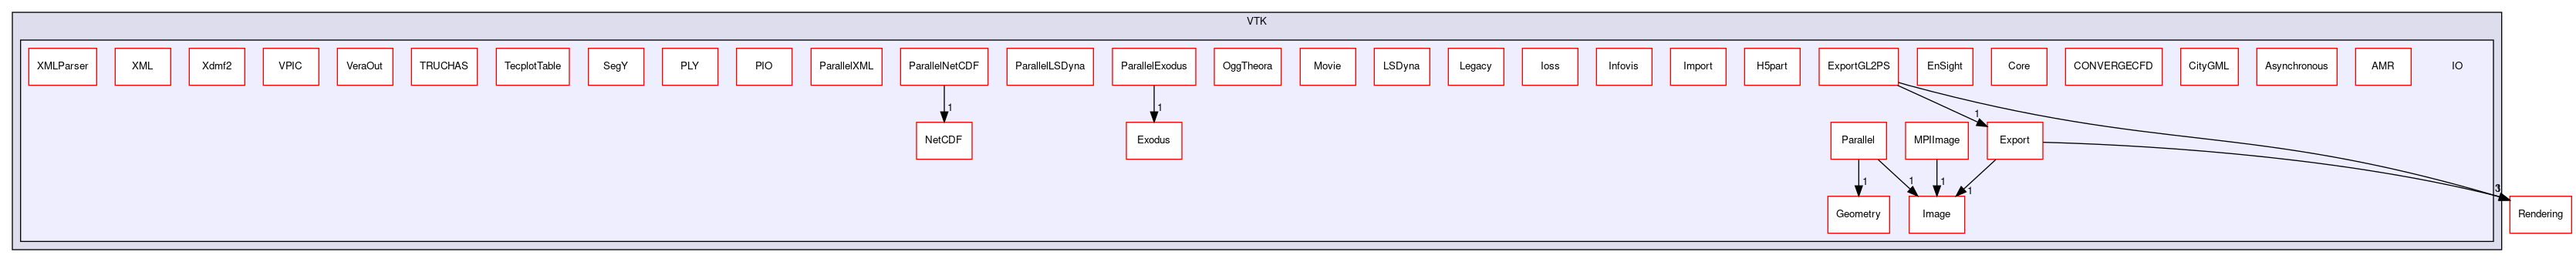 VTK
XMLParser XML Xdmf2 VPIC VeraOut TRUCHAS TecplotTable SegY PLY PIO ParallelXML ParallelNetCDF ParallelLSDyna ParallelExodus OggTheora Movie LSDyna Legacy Ioss Infovis Import H5part ExportGL2PS EnSight Core CONVERGECFD CityGML Asynchronous AMR IO
1 1 1
NetCDF Exodus Parallel MPIImage Export
1 1 1 1 3
Geometry Image Rendering